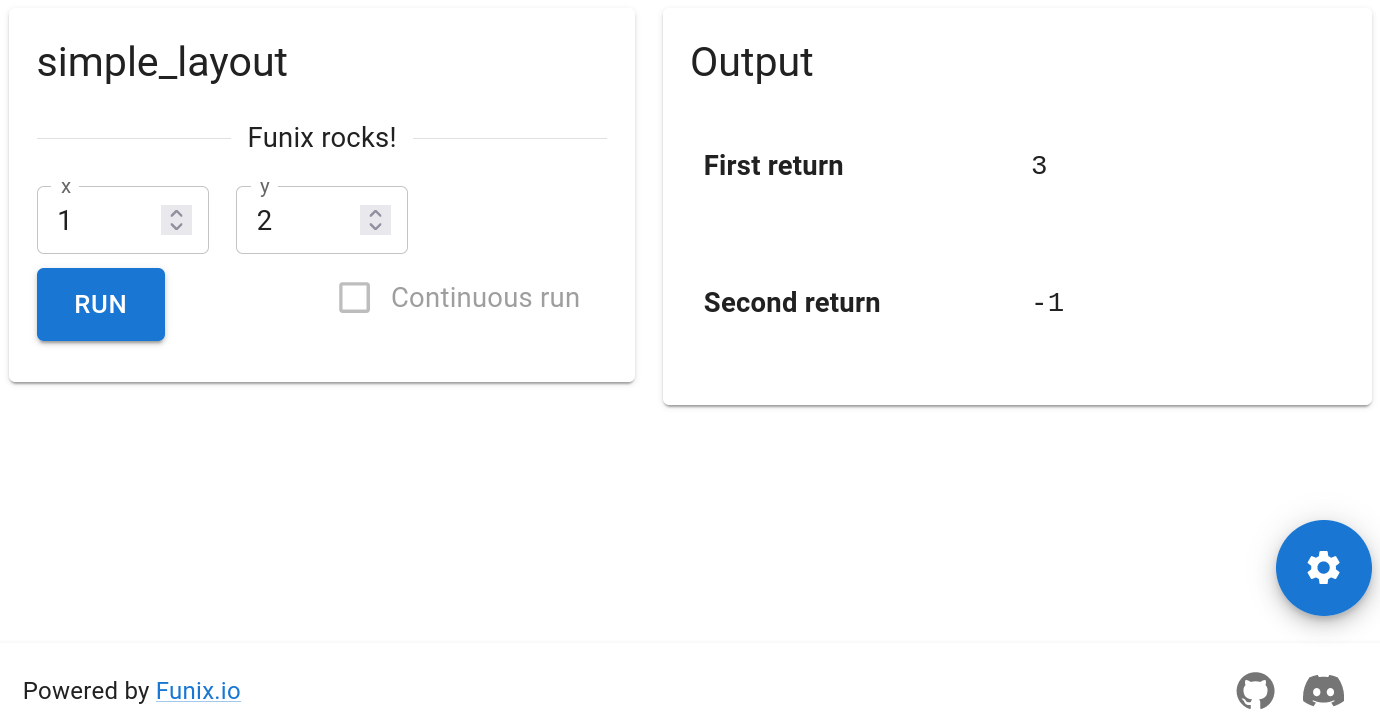 simple_layout
Funix rocks!
x
1
y
2
RUN
Continuous run
Output
First return
3
Second return
-1
Powered by Funix.io